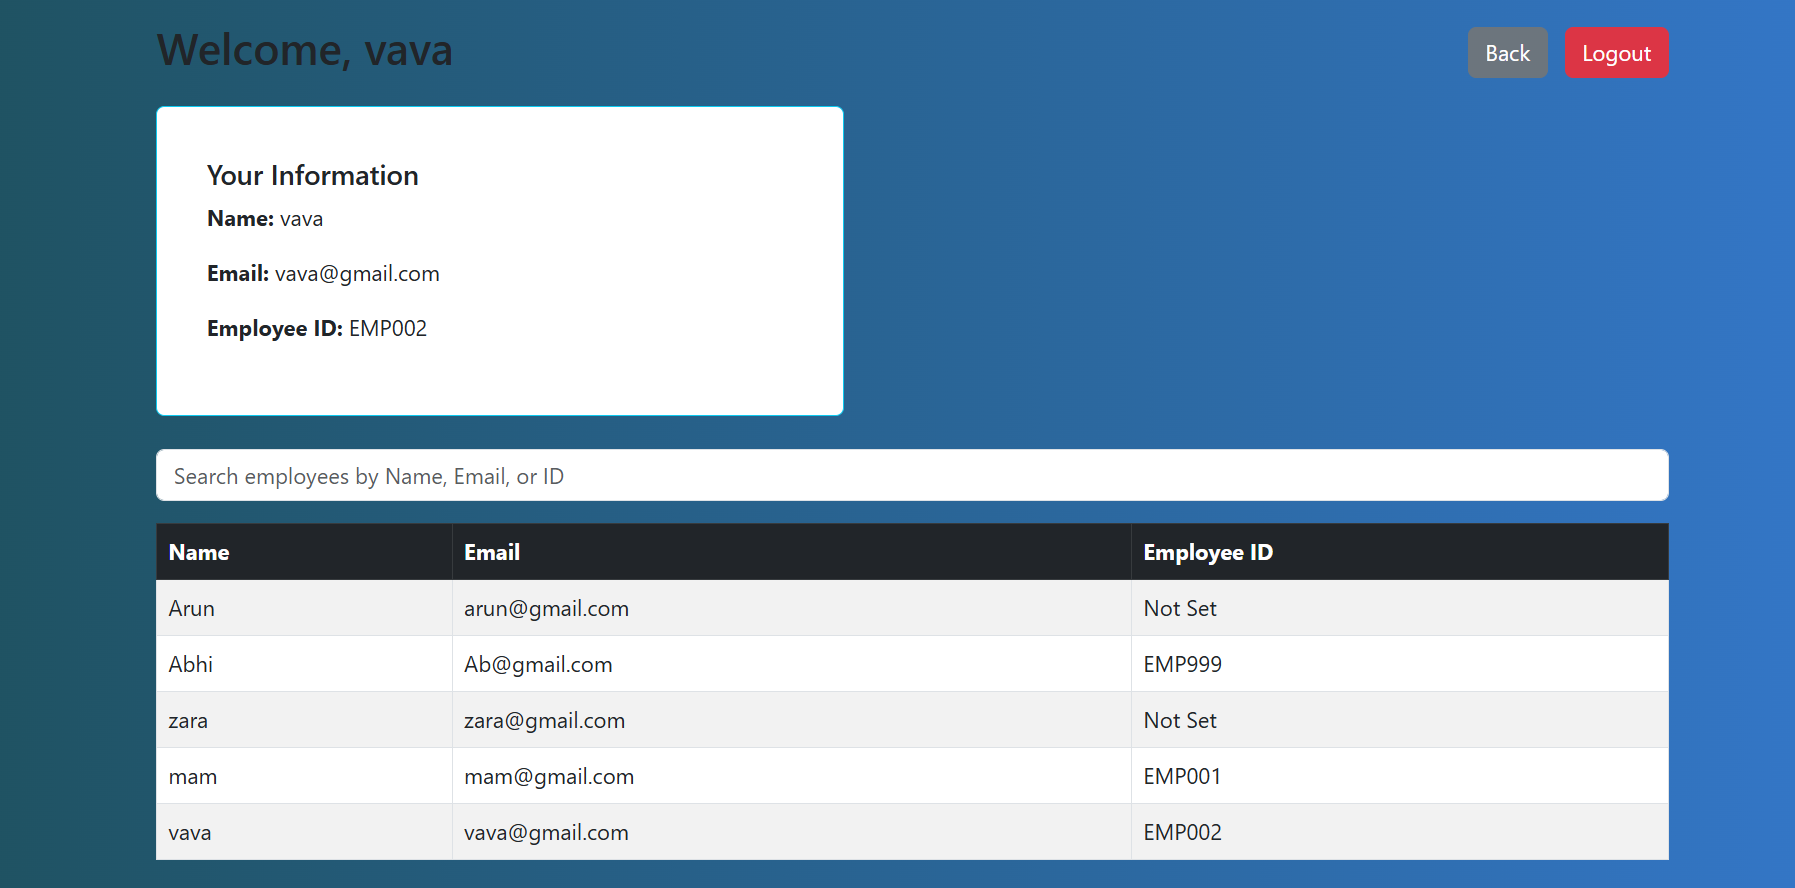 Welcome, vava
Back
Logout
Your Information
Name: vava
Email: vava@gmail.com
Employee ID: EMP002
Search employees by Name, Email, or ID
Name Email Employee ID
Arun arun@gmail.com Not Set
Abhi Ab@gmail.com EMP999
zara zara@gmail.com Not Set
mam mam@gmail.com EMP001
vava vava@gmail.com EMP002